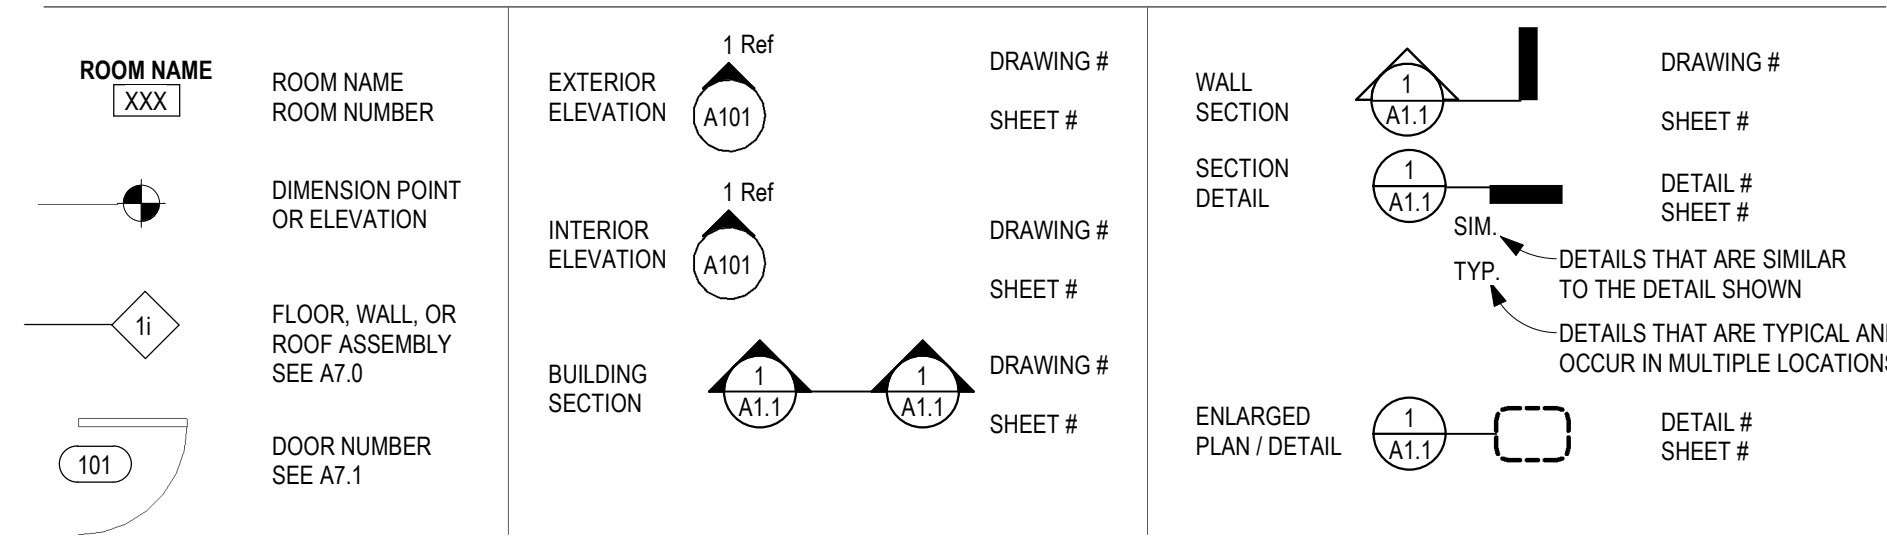 ROOM NAME
XXX
ROOM NAME
ROOM NUMBER
DIMENSION POINT
OR ELEVATION
1i
FLOOR, WALL, OR
ROOF ASSEMBLY
SEE A7.0
101
DOOR NUMBER
SEE A7.1
EXTERIOR
ELEVATION
1 Ref
A101
DRAWING #
SHEET #
INTERIOR
ELEVATION
1 Ref
A101
DRAWING #
SHEET #
BUILDING
SECTION
1
A1.1
1
A1.1
DRAWING #
SHEET #
WALL
SECTION
1
A1.1
DRAWING #
SHEET #
SECTION
DETAIL
1
A1.1
DETAIL #
SHEET #
SIM.
DETAILS THAT ARE SIMILAR
TO THE DETAIL SHOWN
TYP.
DETAILS THAT ARE TYPICAL AN
OCCUR IN MULTIPLE LOCATIONS
ENLARGED
PLAN / DETAIL
1
A1.1
DETAIL #
SHEET #